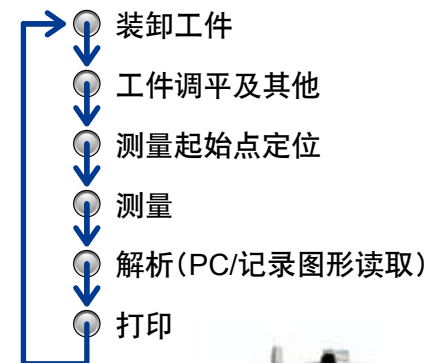 装卸工件
工件调平及其他
测量起始点定位
测量
解析（PC/记录图形读取）
打印